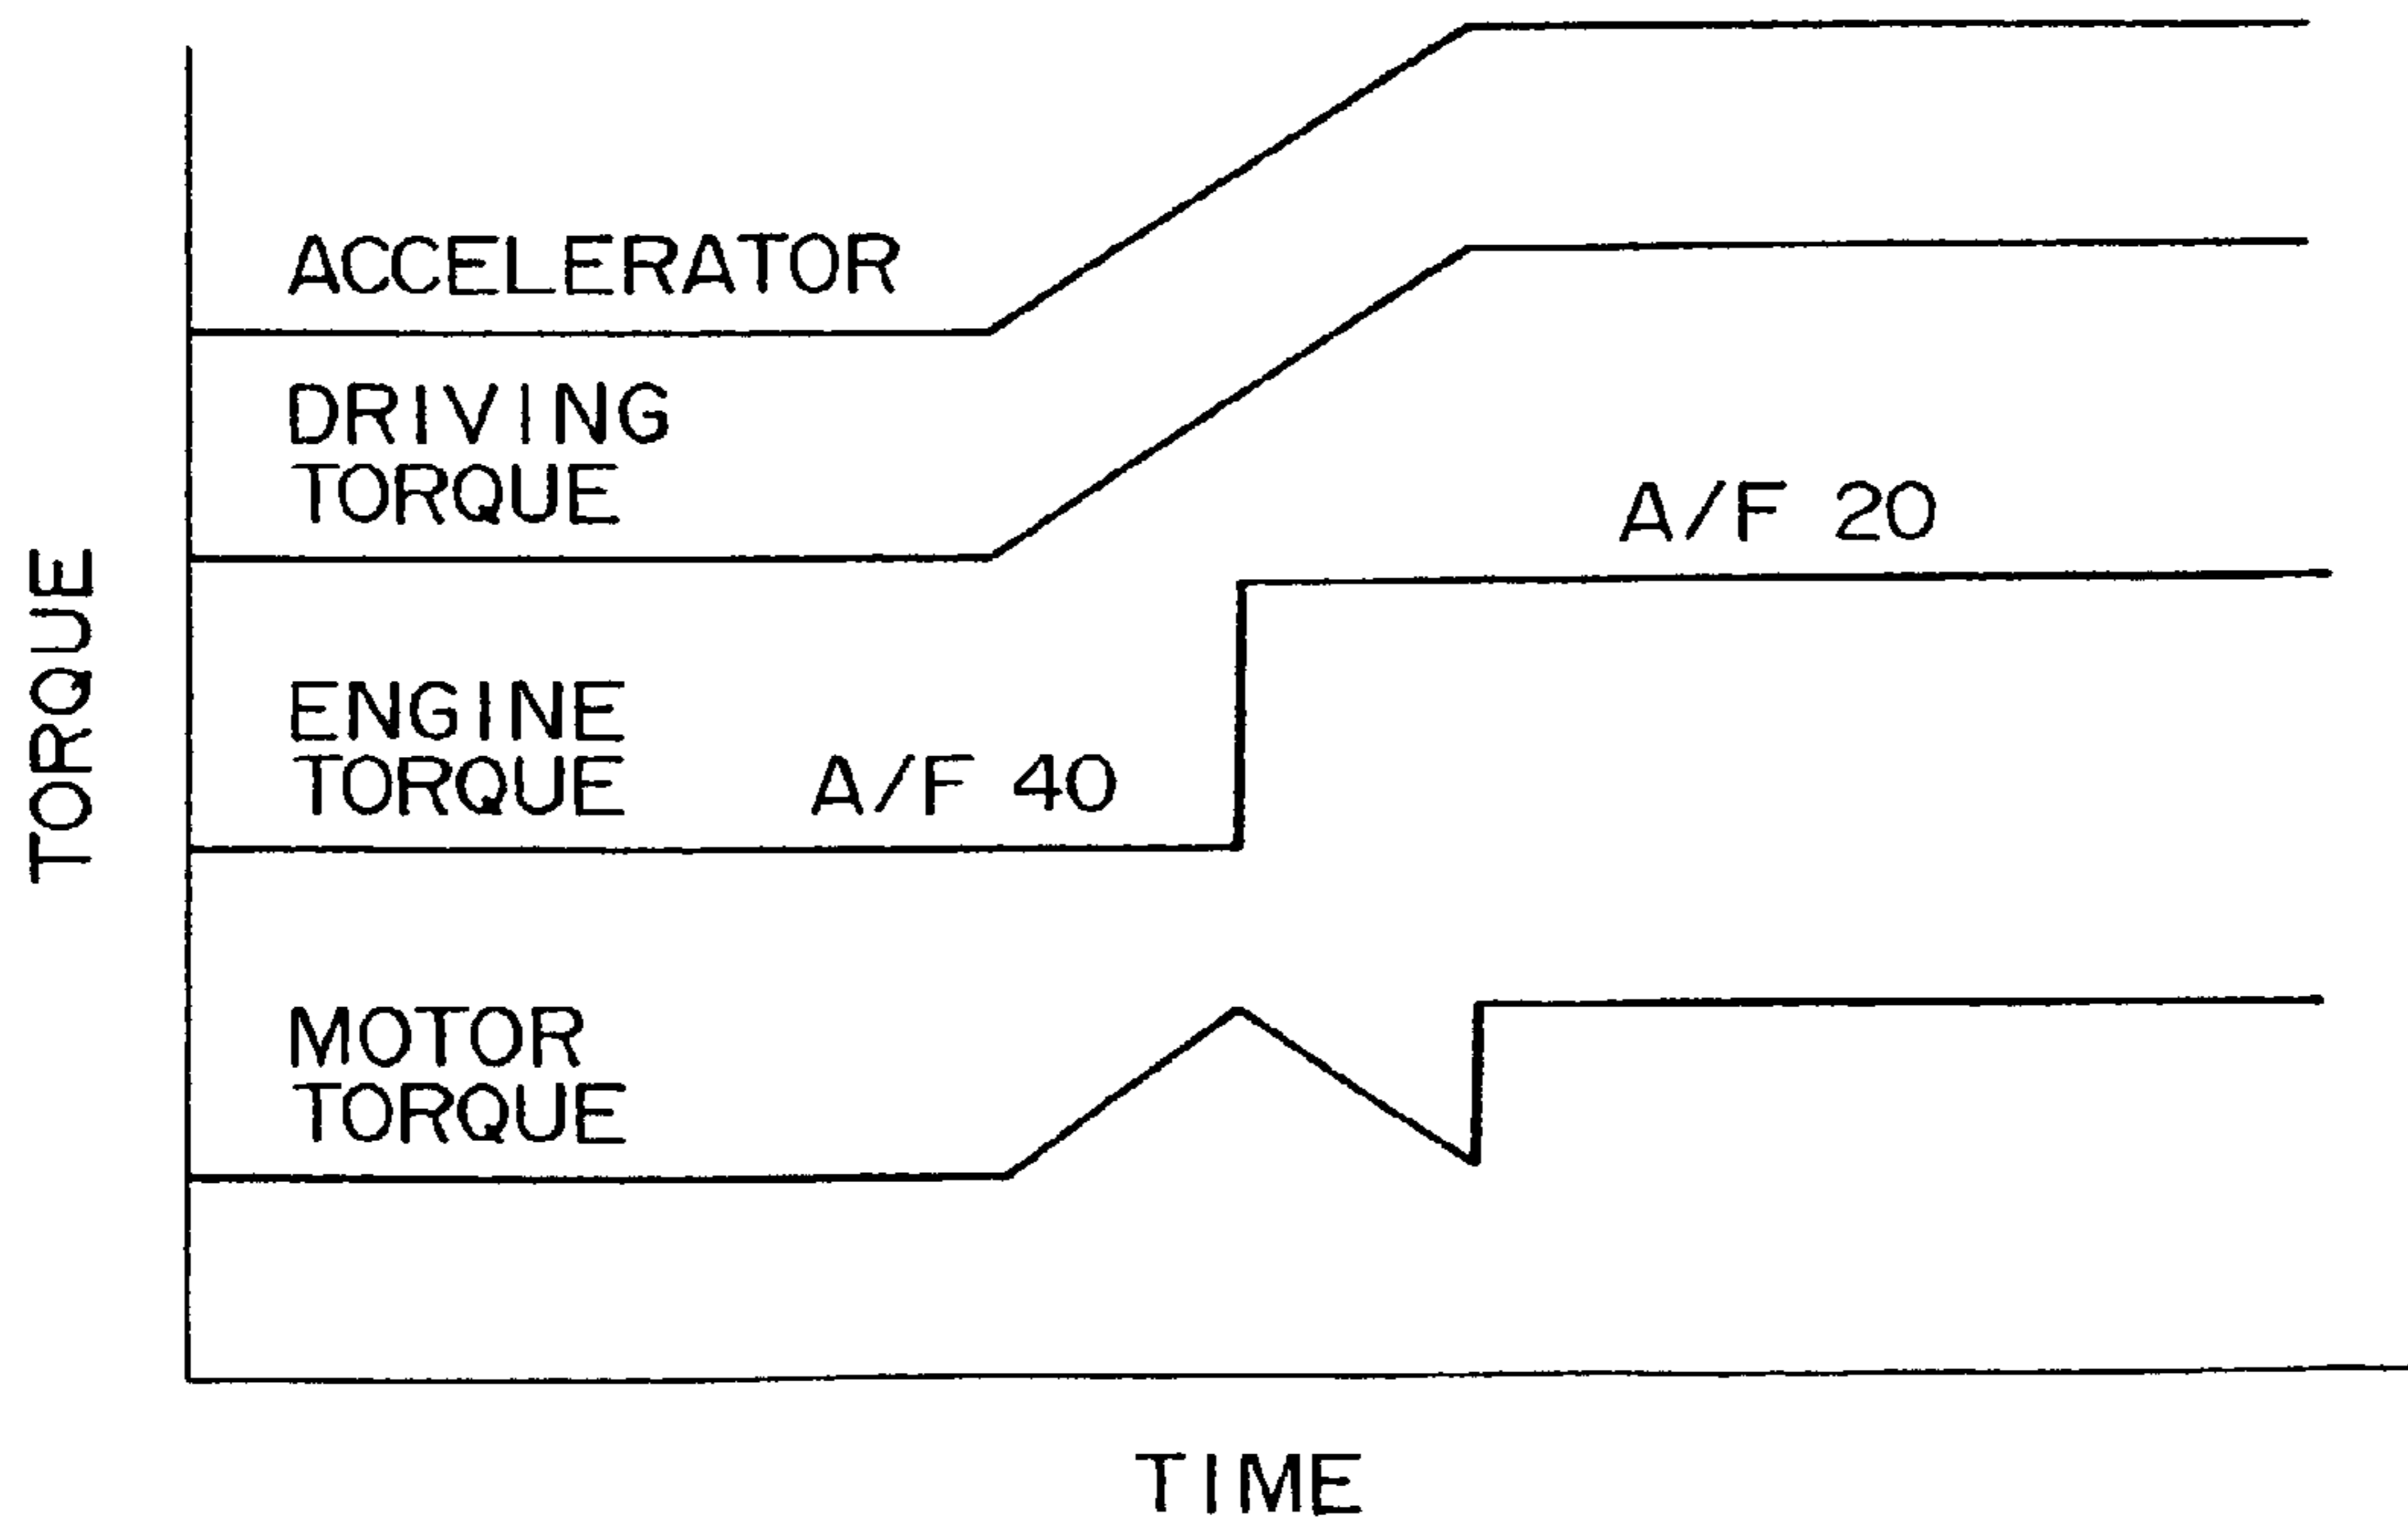 ACCELERATOR
DRIVING
TORQUE
A/F 20
TORQUE
ENGINE
TORQUE
A/F 40
MOTOR
TORQUE
TIME